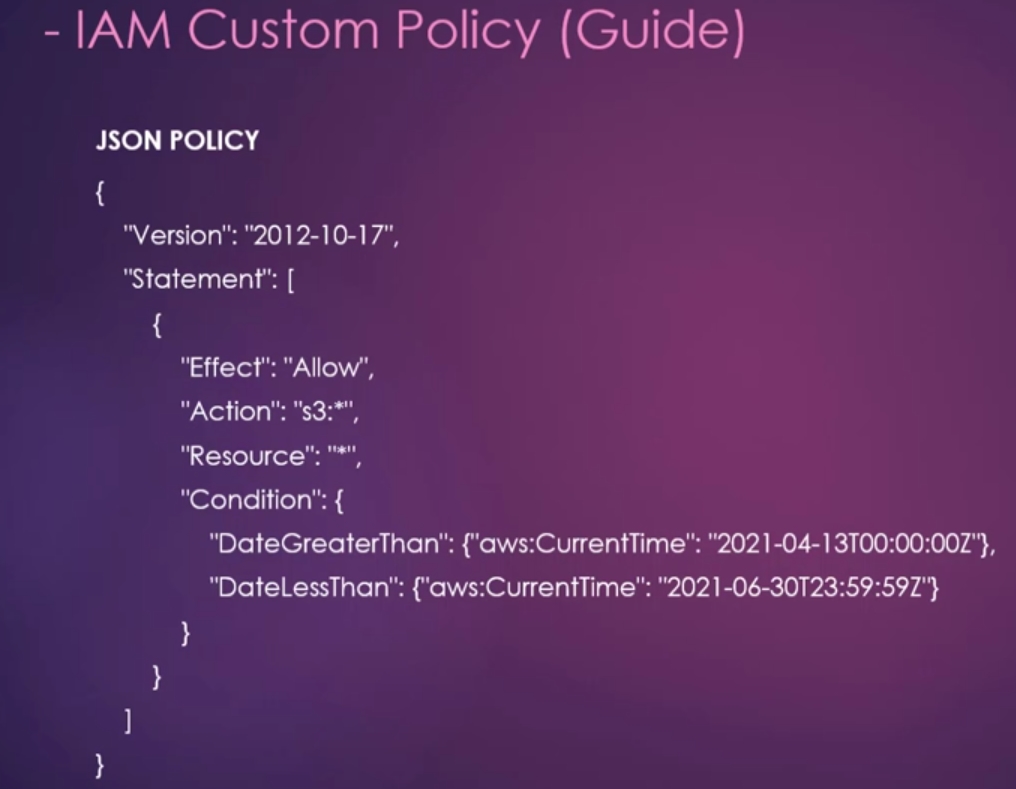 - IAM Custom Policy (Guide)
JSON POLICY
{
"Version": "2012-10-17",
"Statement": [
{
"Effect": "Allow",
"Action": "s3:*",
"Resource": "*",
"Condition": {
"DateGreaterThan": {"aws:CurrentTime": "2021-04-13T00:00:00Z"},
"DateLessThan": {"aws:CurrentTime": "2021-06-30T23:59:59Z"}
}
}
]
}